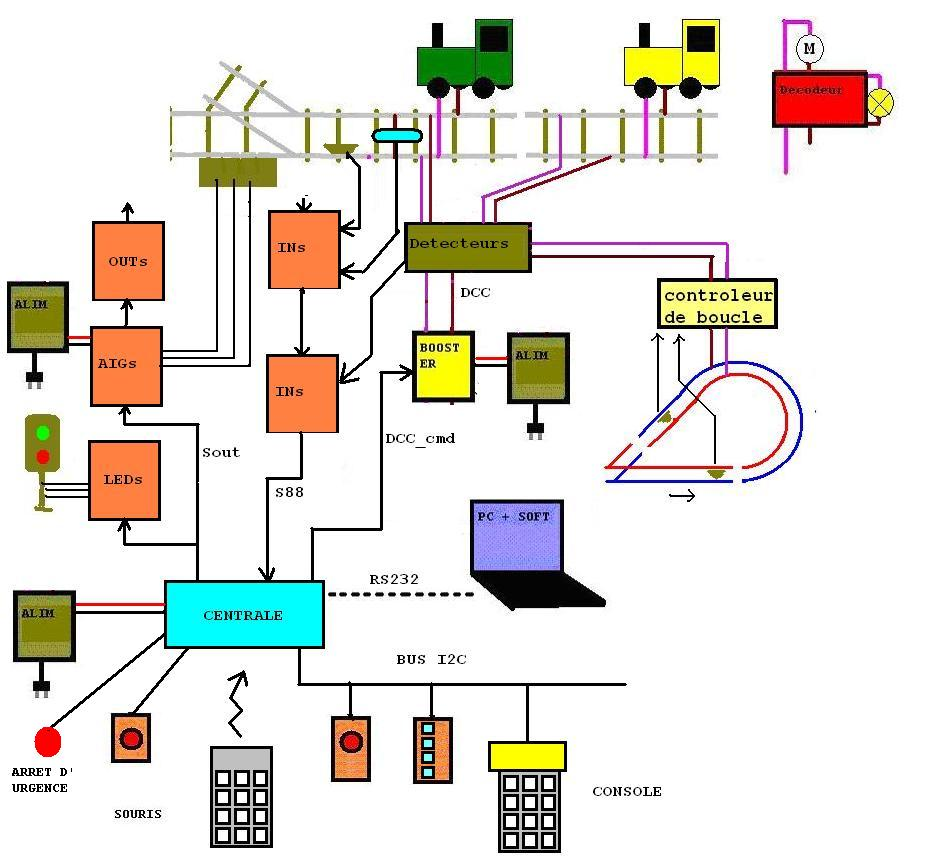 M
Decodeur
INs
Detecteurs
OUTs
DCC
controleur
de boucle
ALIM
AIGs
BOOST
ER
ALIM
INs
DCC_cmd
Sout
LEDs
S88
PC + SOFT
RS232
ALIM
CENTRALE
BUS I2C
ARRET D'
URGENCE
SOURIS
CONSOLE